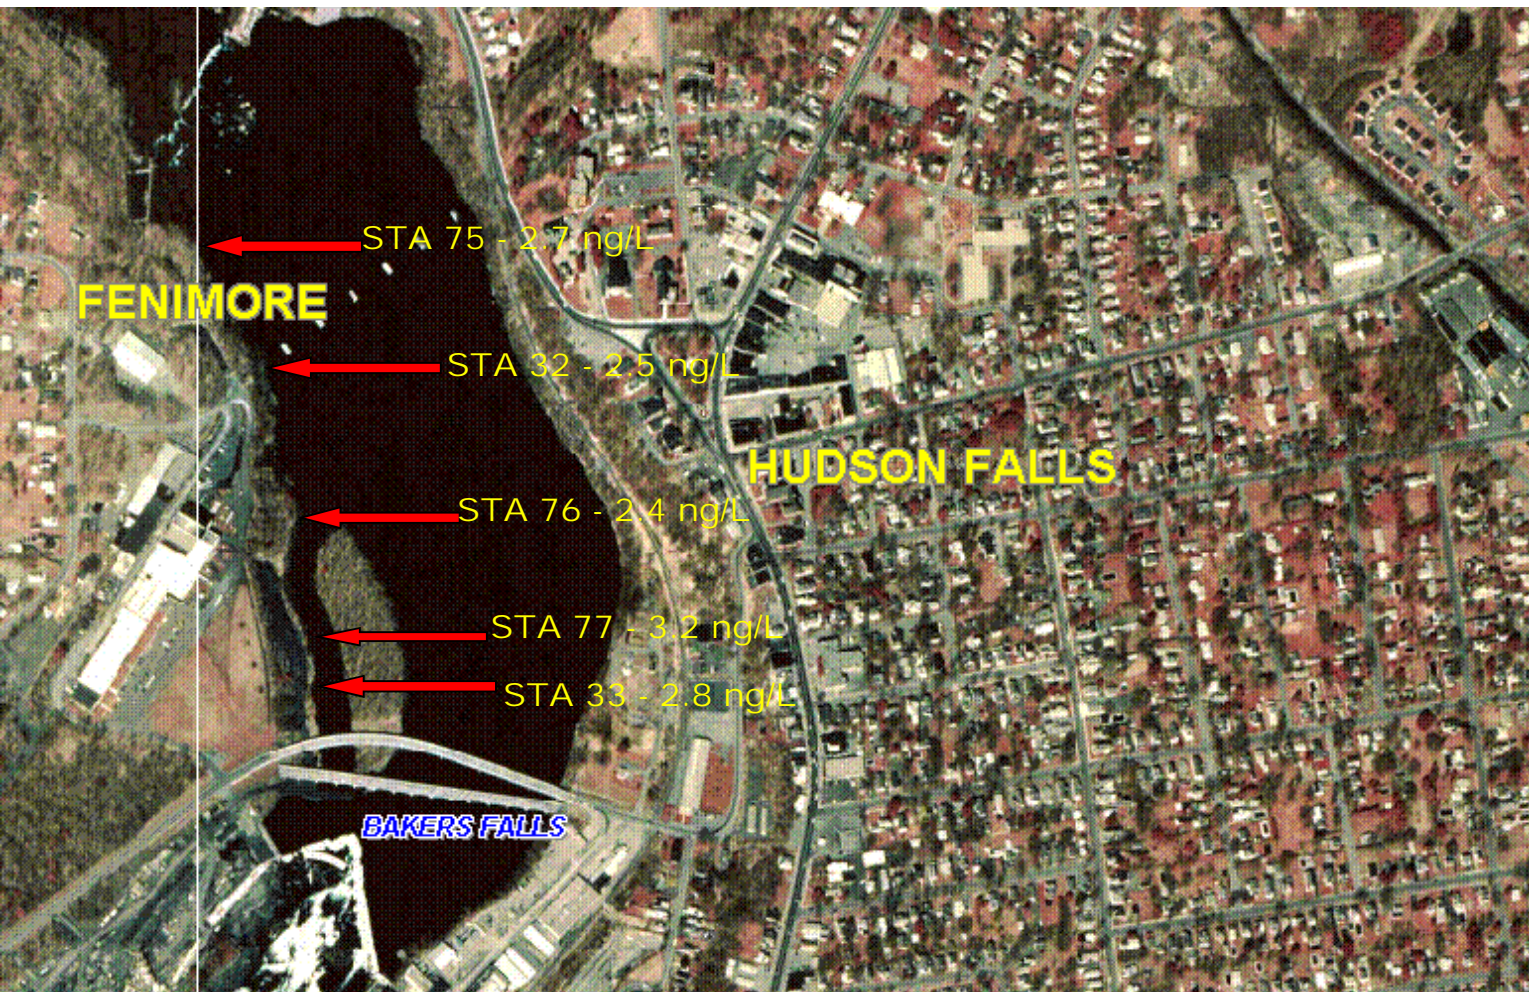 STA 75 - 2.7 ng/L
FENIMORE
STA 32 - 2.5 ng/L
HUDSON FALLS
STA 76 - 2.4 ng/L
STA 77 - 3.2 ng/L
STA 33 - 2.8 ng/L
BAKERS FALLS